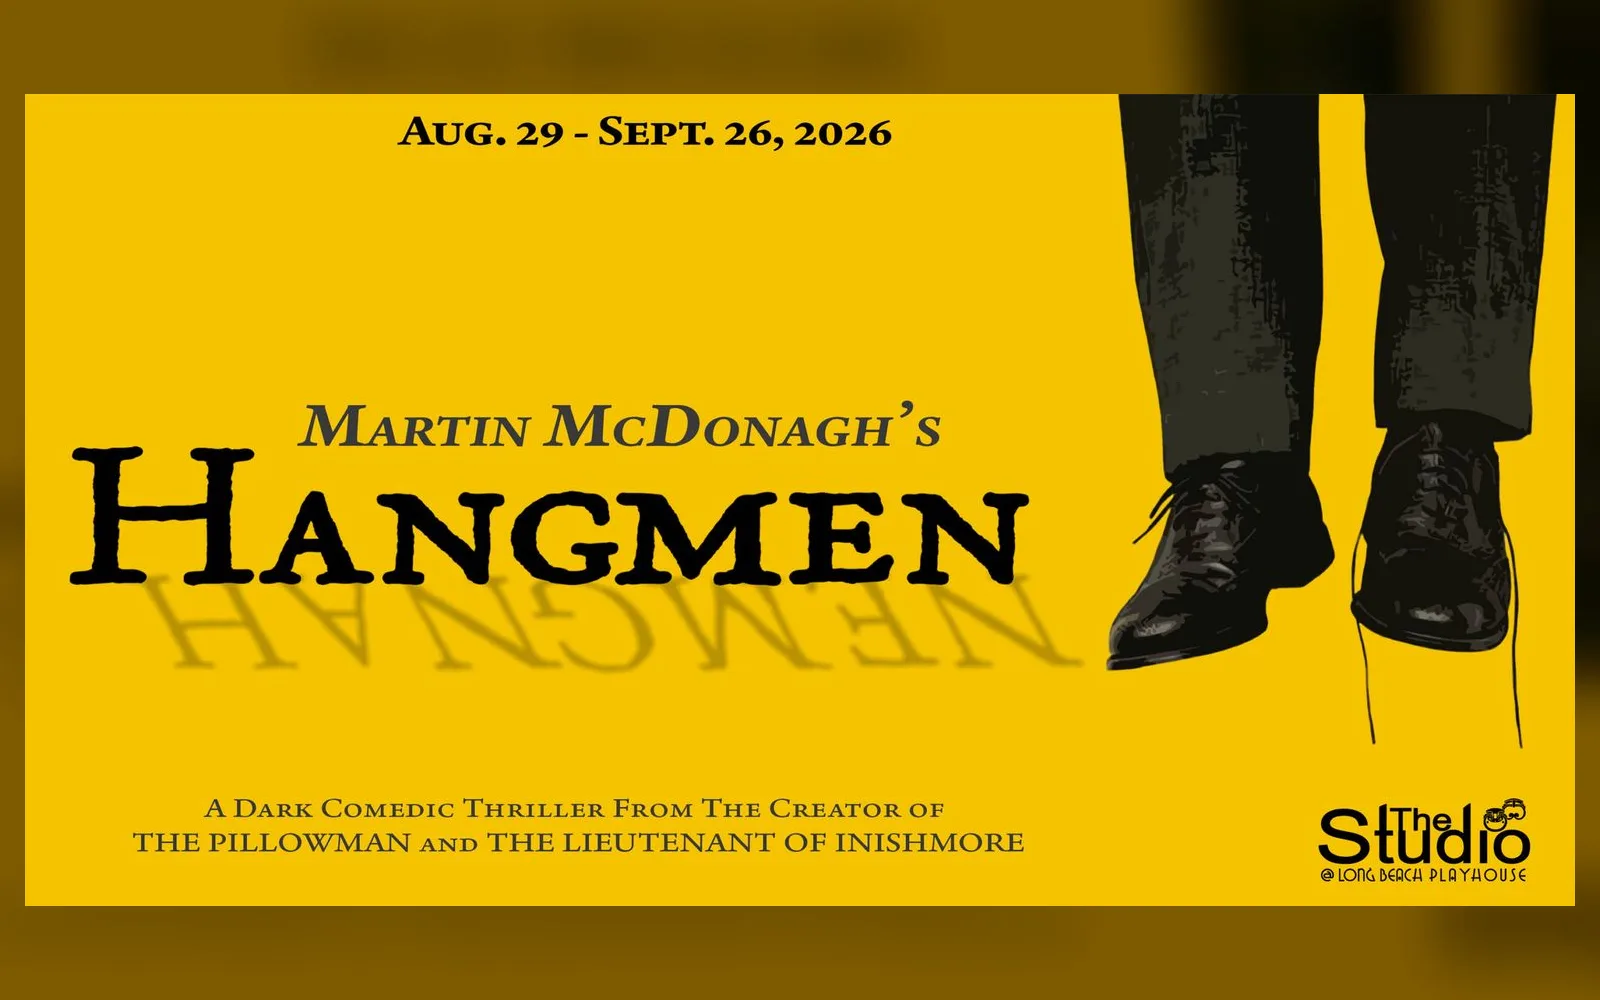 Aug. 29 - Sept. 26, 2026
Martin McDonagh's
Hangmen
A Dark Comedic Thriller From The Creator of
THE PILLOWMAN and THE LIEUTENANT OF INISHMORE
The
Studio
@ LONG BEACH PLAYHOUSE